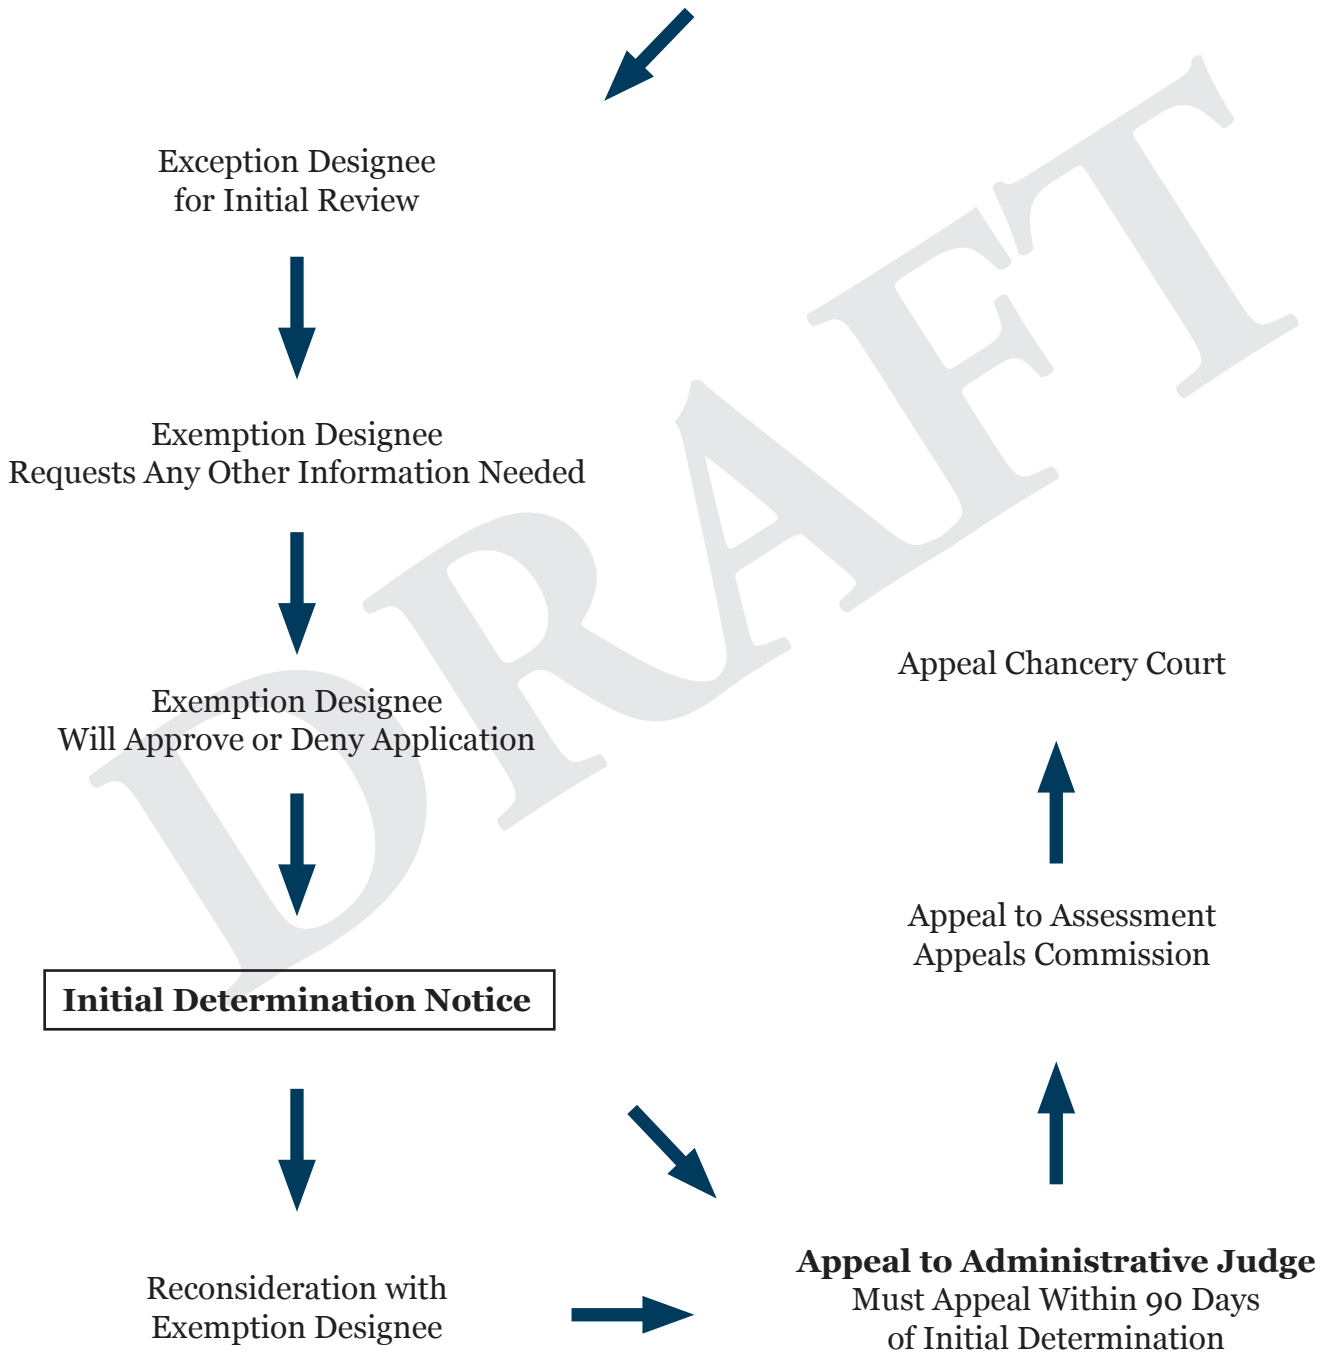 Exception Designee
for Initial Review
Exemption Designee
Requests Any Other Information Needed
Exemption Designee
Will Approve or Deny Application
Initial Determination Notice
Reconsideration with
Exemption Designee
Appeal to Administrative Judge
Must Appeal Within 90 Days
of Initial Determination
Appeal to Assessment
Appeals Commission
Appeal Chancery Court
DRAFT